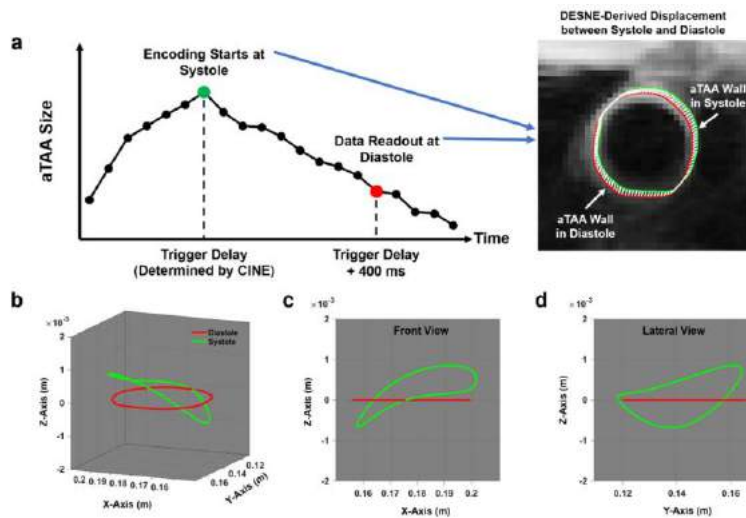 a
Encoding Starts at
Systole
Data Readout at
Diastole
aTAA Size
Time
Trigger Delay
(Determined by CINE)
Trigger Delay
+ 400 ms
DESNE-Derived Displacement
between Systole and Diastole
aTAA Wall
in Systole
aTAA Wall
in Diastole
b
×10⁻³
2
1
0
-1
-2
Z-Axis (m)
Diastole
Systole
0.2 0.19 0.18 0.17 0.16
X-Axis (m)
0.16 0.14 0.12
Y-Axis (m)
c
×10⁻³
Front View
2
1
0
-1
-2
Z-Axis (m)
0.16 0.17 0.18 0.19 0.2
X-Axis (m)
d
×10⁻³
Lateral View
2
1
0
-1
-2
Z-Axis (m)
0.12 0.14 0.16
Y-Axis (m)